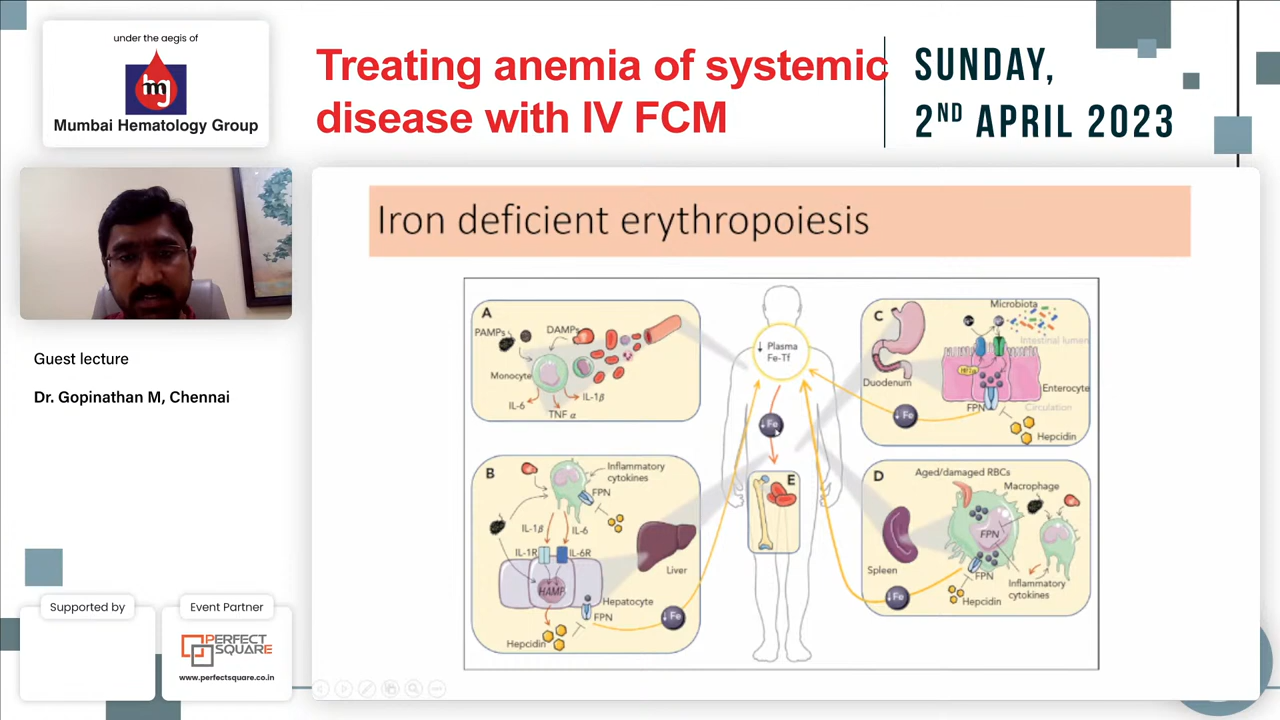 under the aegis of
mhj
Mumbai Hematology Group
Treating anemia of systemic
disease with IV FCM
SUNDAY,
2ND APRIL 2023
Guest lecture
Dr. Gopinathan M, Chennai
Supported by
Event Partner
PERFECT
SQUARE
www.perfectsquare.co.in
Iron deficient erythropoiesis
A
PAMPs
DAMPs
Monocyte
IL-6
TNF α
IL-1β
B
Inflammatory
cytokines
FPN
IL-1β
IL-6
IL-1R
IL-6R
HAMP
Liver
Hepatocyte
FPN
Hepcidin
↓ Fe
↓ Plasma
Fe-Tf
↓ Fe
E
C
Microbiota
Intestinal lumen
Duodenum
Enterocyte
FPN
Circulation
↓ Fe
Hepcidin
D
Aged/damaged RBCs
Macrophage
FPN
Spleen
FPN
Inflammatory
cytokines
Hepcidin
↓ Fe